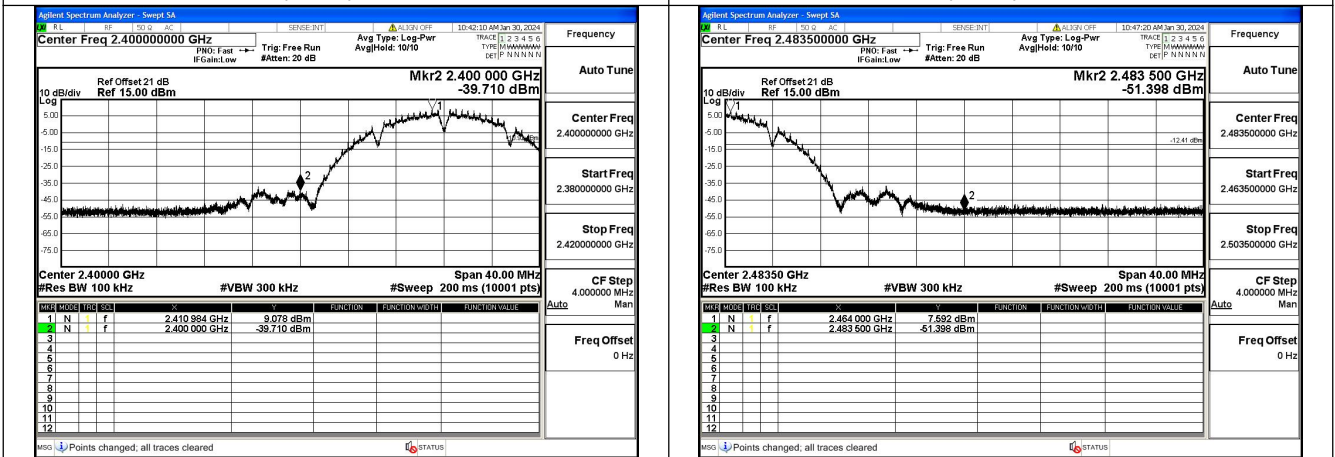 Agilent Spectrum Analyzer - Swept SA
RL RF 50 Ω AC SENSE:INT ALIGN OFF 10:42:10 AM Jan 30, 2024
Center Freq 2.400000000 GHz
PNO: Fast
IFGain:Low
Trig: Free Run
#Atten: 20 dB
Avg Type: Log-Pwr
Avg|Hold: 10/10
TRACE 1 2 3 4 5 6
TYPE M
DET P N N N N N
Ref Offset 21 dB
10 dB/div Ref 15.00 dBm
Log
Mkr2 2.400 000 GHz
-39.710 dBm
5.00
-5.00
-15.0
-25.0
-35.0
-45.0
-55.0
-65.0
-75.0
1
2
Center 2.40000 GHz Span 40.00 MHz
#Res BW 100 kHz #VBW 300 kHz #Sweep 200 ms (10001 pts)
MKR MODE TRC SCL X Y FUNCTION FUNCTION WIDTH FUNCTION VALUE
1 N f 2.410 984 GHz 9.078 dBm
2 N f 2.400 000 GHz -39.710 dBm
3
4
5
6
7
8
9
10
11
12
MSG Points changed; all traces cleared STATUS
Frequency
Auto Tune
Center Freq
2.400000000 GHz
Start Freq
2.380000000 GHz
Stop Freq
2.420000000 GHz
CF Step
4.000000 MHz
Auto Man
Freq Offset
0 Hz
Agilent Spectrum Analyzer - Swept SA
RL RF 50 Ω AC SENSE:INT ALIGN OFF 10:47:20 AM Jan 30, 2024
Center Freq 2.483500000 GHz
PNO: Fast
IFGain:Low
Trig: Free Run
#Atten: 20 dB
Avg Type: Log-Pwr
Avg|Hold: 10/10
TRACE 1 2 3 4 5 6
TYPE M
DET P N N N N N
Ref Offset 21 dB
10 dB/div Ref 15.00 dBm
Log
Mkr2 2.483 500 GHz
-51.398 dBm
5.00
-5.00
-15.0
-25.0
-35.0
-45.0
-55.0
-65.0
-75.0
1
2
-12.41 dBm
Center 2.48350 GHz Span 40.00 MHz
#Res BW 100 kHz #VBW 300 kHz #Sweep 200 ms (10001 pts)
MKR MODE TRC SCL X Y FUNCTION FUNCTION WIDTH FUNCTION VALUE
1 N f 2.464 000 GHz 7.592 dBm
2 N f 2.483 500 GHz -51.398 dBm
3
4
5
6
7
8
9
10
11
12
MSG Points changed; all traces cleared STATUS
Frequency
Auto Tune
Center Freq
2.483500000 GHz
Start Freq
2.463500000 GHz
Stop Freq
2.503500000 GHz
CF Step
4.000000 MHz
Auto Man
Freq Offset
0 Hz